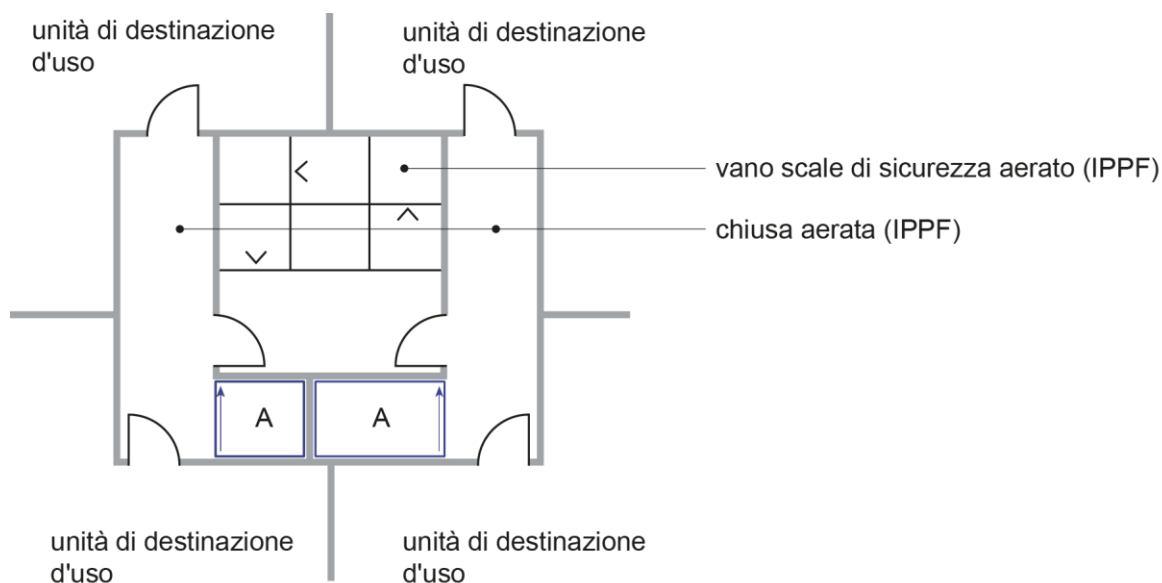 unità di destinazione
d'uso
unità di destinazione
d'uso
vano scale di sicurezza aerato (IPPF)
chiusa aerata (IPPF)
A
A
unità di destinazione
d'uso
unità di destinazione
d'uso